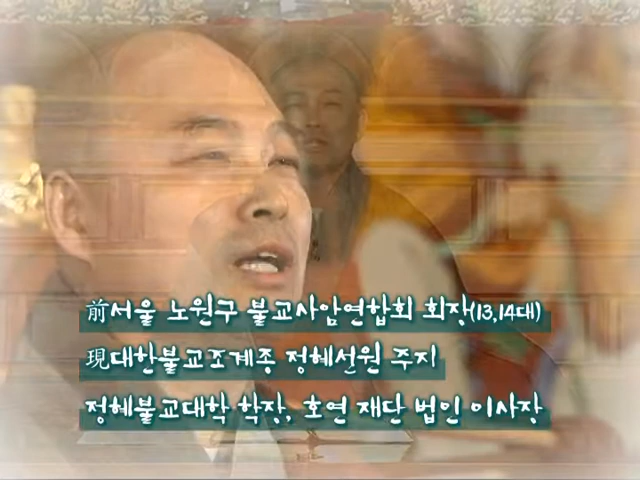 前서울 노원구 불교사암연합회 회장(13,14대)
現대한불교조계종 정혜선원 주지
정혜불교대학 학장, 호연 재단 법인 이사장